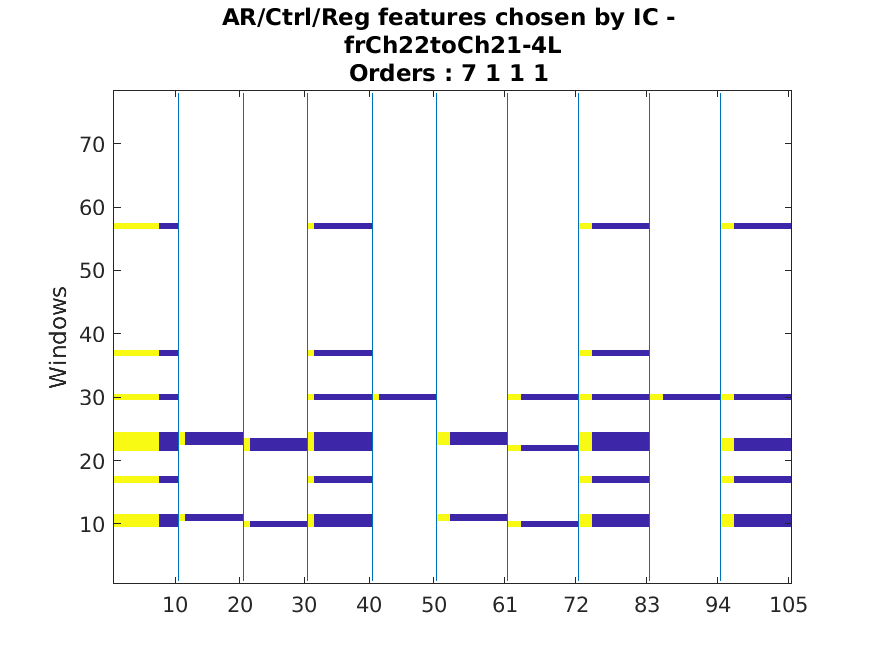 AR/Ctrl/Reg features chosen by IC -
frCh22toCh21-4L
Orders : 7 1 1 1
70
60
50
40
30
20
10
Windows
10 20 30 40 50 61 72 83 94 105